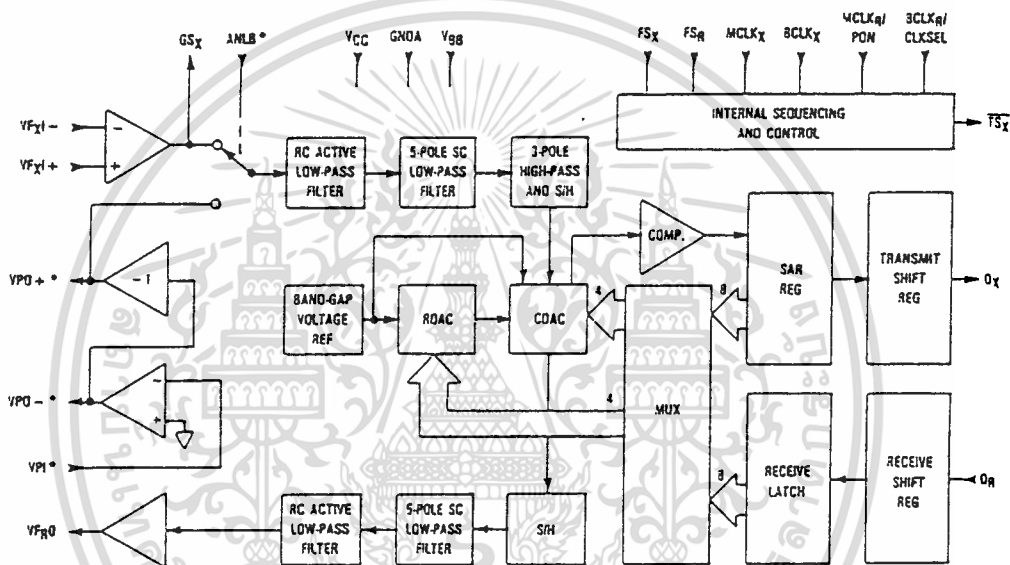 GSX
ANLB*
VCC
GNDA
VBB
FSX
FSR
MCLKX
BCLKX
MCLKR/
PDN
BCLKR/
CLKSEL
INTERNAL SEQUENCING
AND CONTROL
TSX
VFXI-
VFXI+
-
+
RC ACTIVE
LOW-PASS
FILTER
5-POLE SC
LOW-PASS
FILTER
3-POLE
HIGH-PASS
AND S/H
COMP.
SAR
REG
TRANSMIT
SHIFT
REG
DX
VPO+*
-1
BAND-GAP
VOLTAGE
REF
RDAC
CDAC
4
8
MUX
4
VPO-*
-
+
VPI*
VFRO
RC ACTIVE
LOW-PASS
FILTER
5-POLE SC
LOW-PASS
FILTER
S/H
8
RECEIVE
LATCH
RECEIVE
SHIFT
REG
DR